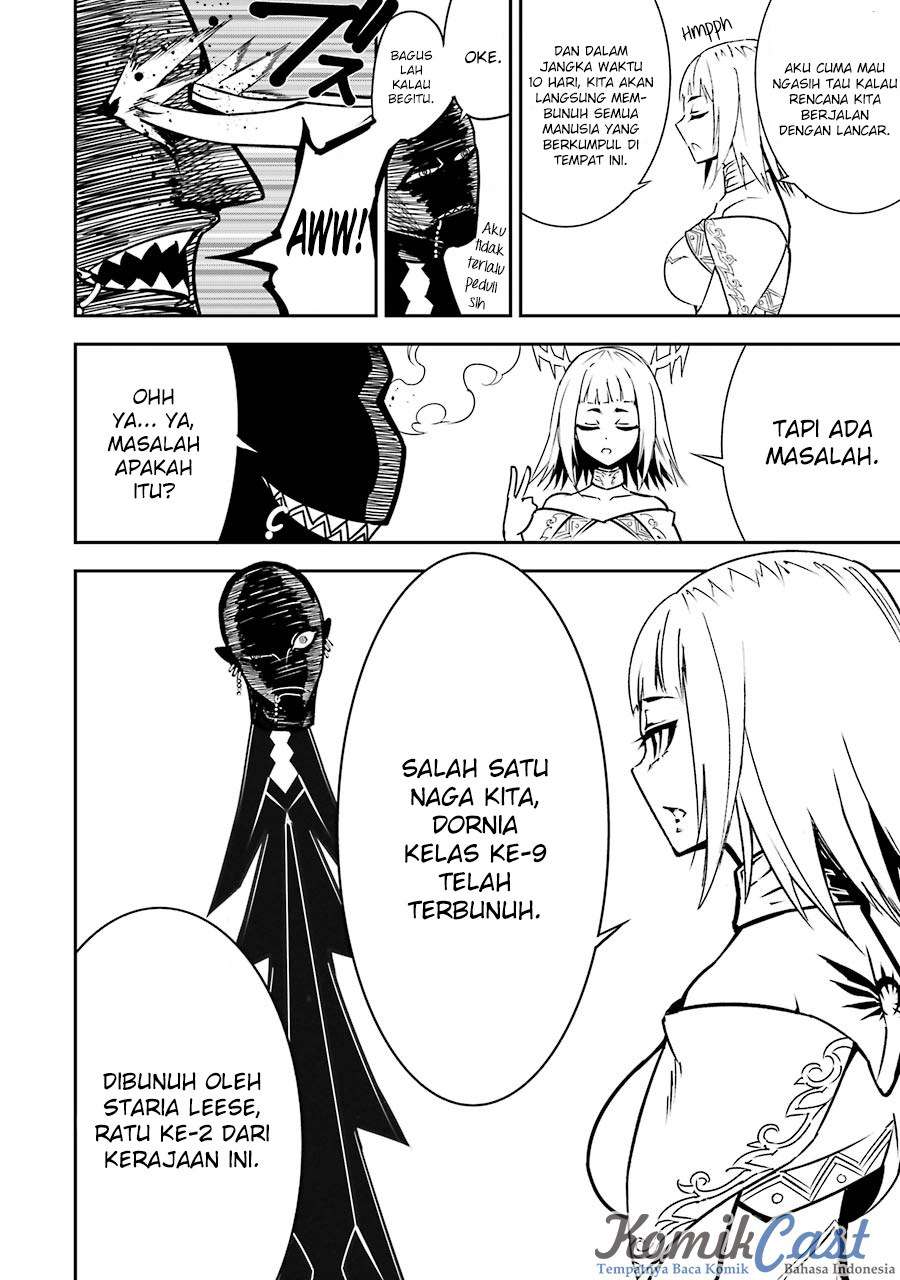 AKU CUMA MAU
NGASIH TAU KALAU
RENCANA KITA
BERJALAN
DENGAN LANCAR.
Hmpph
DAN DALAM
JANGKA WAKTU
10 HARI, KITA AKAN
LANGSUNG MEM-
BUNUH SEMUA
MANUSIA YANG
BERKUMPUL DI
TEMPAT INI.
OKE.
BAGUS
LAH
KALAU
BEGITU.
Aku
tidak
terlalu
peduli
sih
ブス
AWW!
TAPI ADA
MASALAH.
OHH
YA... YA,
MASALAH
APAKAH
ITU?
SALAH SATU
NAGA KITA,
DORNIA
KELAS KE-9
TELAH
TERBUNUH.
DIBUNUH OLEH
STARIA LEESE,
RATU KE-2 DARI
KERAJAAN INI.
KomikCast
Tempatnya Baca Komik Bahasa Indonesia